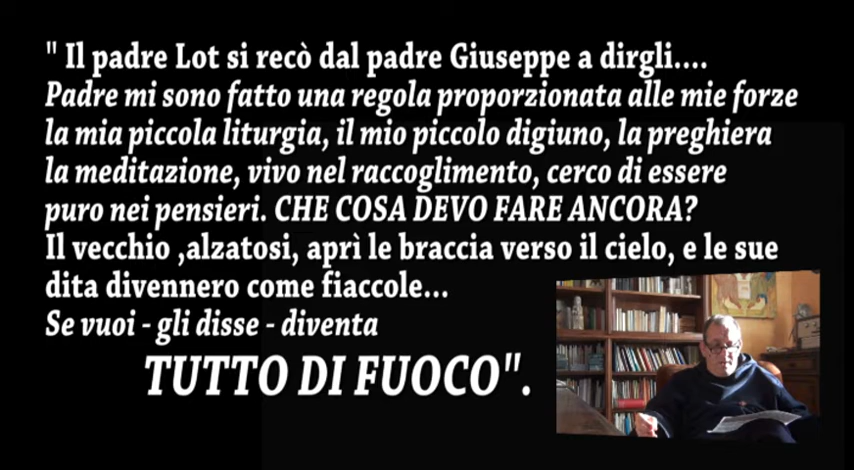 " Il padre Lot si recò dal padre Giuseppe a dirgli....
Padre mi sono fatto una regola proporzionata alle mie forze
la mia piccola liturgia, il mio piccolo digiuno, la preghiera
la meditazione, vivo nel raccoglimento, cerco di essere
puro nei pensieri. CHE COSA DEVO FARE ANCORA?
Il vecchio ,alzatosi, aprì le braccia verso il cielo, e le sue
dita divennero come fiaccole...
Se vuoi - gli disse - diventa
TUTTO DI FUOCO".